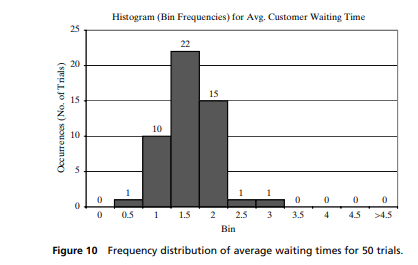 Histogram (Bin Frequencies) for Avg. Customer Waiting Time
25
20
15
10
5
0
Occurrences (No. of Trials)
0 1 10 22 15 1 1 0 0 0 0
0 0.5 1 1.5 2 2.5 3 3.5 4 4.5 >4.5
Bin
Figure 10 Frequency distribution of average waiting times for 50 trials.